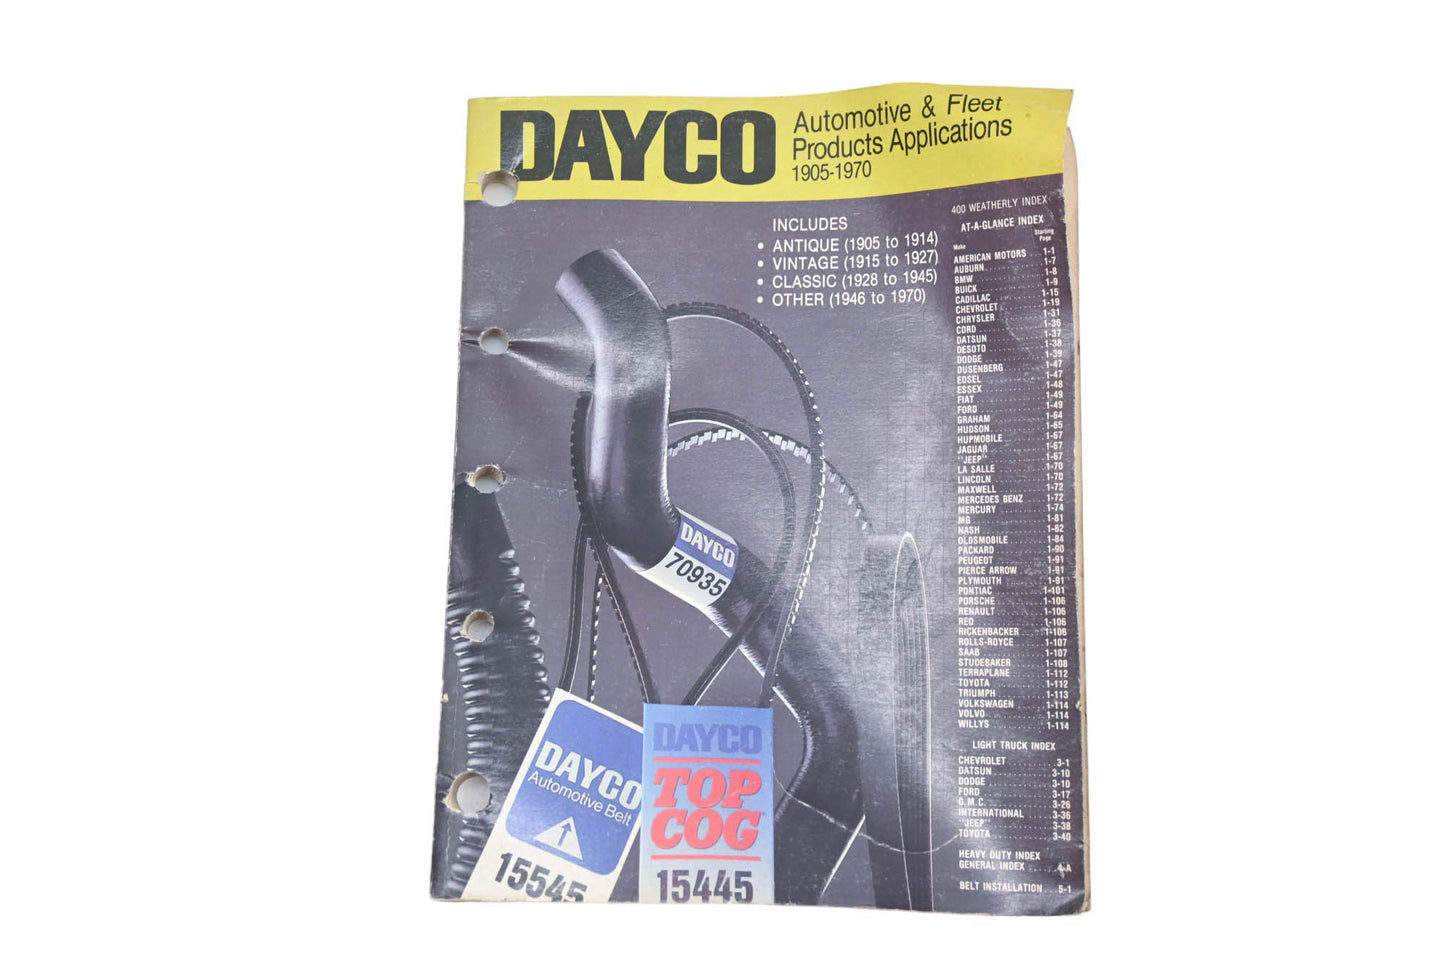 DAYCO
Automotive & Fleet
Products Applications
1905-1970
INCLUDES
• ANTIQUE (1905 to 1914)
• VINTAGE (1915 to 1927)
• CLASSIC (1928 to 1945)
• OTHER (1946 to 1970)
400 WEATHERLY INDEX
AT-A-GLANCE INDEX
Make Starting Page
AMERICAN MOTORS 1-1
AUBURN 1-7
BMW 1-8
BUICK 1-9
CADILLAC 1-15
CHEVROLET 1-19
CHRYSLER 1-31
CORD 1-36
DATSUN 1-37
DESOTO 1-38
DODGE 1-39
DUSENBERG 1-47
EDSEL 1-47
ESSEX 1-48
FIAT 1-49
FORD 1-49
GRAHAM 1-64
HUDSON 1-65
HUPMOBILE 1-67
JAGUAR 1-67
"JEEP" 1-67
LA SALLE 1-70
LINCOLN 1-70
MAXWELL 1-72
MERCEDES BENZ 1-72
MERCURY 1-74
MG 1-81
NASH 1-82
OLDSMOBILE 1-84
PACKARD 1-90
PEUGEOT 1-91
PIERCE ARROW 1-91
PLYMOUTH 1-91
PONTIAC 1-101
PORSCHE 1-106
RENAULT 1-106
REO 1-106
RICKENBACKER 1-106
ROLLS-ROYCE 1-107
SAAB 1-107
STUDEBAKER 1-108
TERRAPLANE 1-112
TOYOTA 1-112
TRIUMPH 1-113
VOLKSWAGEN 1-114
VOLVO 1-114
WILLYS 1-114
LIGHT TRUCK INDEX
CHEVROLET 3-1
DATSUN 3-10
DODGE 3-10
FORD 3-17
G.M.C. 3-26
INTERNATIONAL 3-36
"JEEP" 3-38
TOYOTA 3-40
HEAVY DUTY INDEX
GENERAL INDEX 4-A
BELT INSTALLATION 5-1
DAYCO
70935
DAYCO
Automotive Belt
15545
DAYCO
TOP
COG
15445